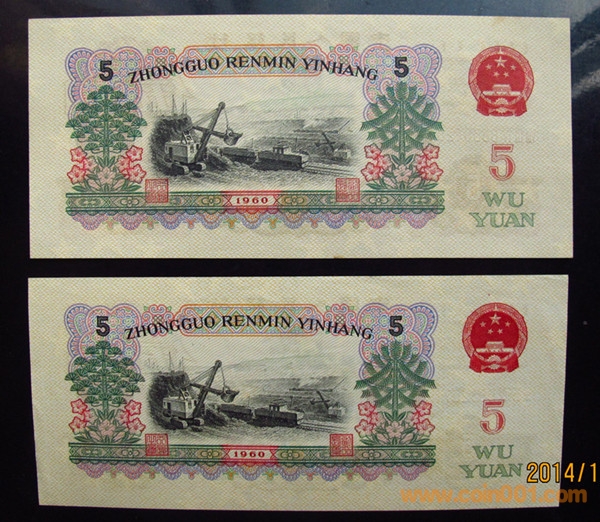 5 ZHONGGUO RENMIN YINHANG 5
5
WU
YUAN
1960
5 ZHONGGUO RENMIN YINHANG 5
5
WU
YUAN
1960
2014/1
www.coin001.com